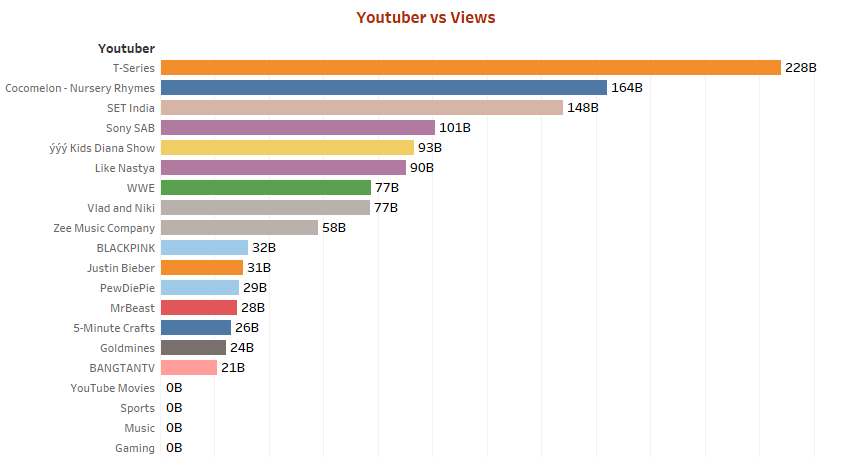 Youtuber vs Views
Youtuber
T-Series 228B
Cocomelon - Nursery Rhymes 164B
SET India 148B
Sony SAB 101B
ýýý Kids Diana Show 93B
Like Nastya 90B
WWE 77B
Vlad and Niki 77B
Zee Music Company 58B
BLACKPINK 32B
Justin Bieber 31B
PewDiePie 29B
MrBeast 28B
5-Minute Crafts 26B
Goldmines 24B
BANGTANTV 21B
YouTube Movies 0B
Sports 0B
Music 0B
Gaming 0B